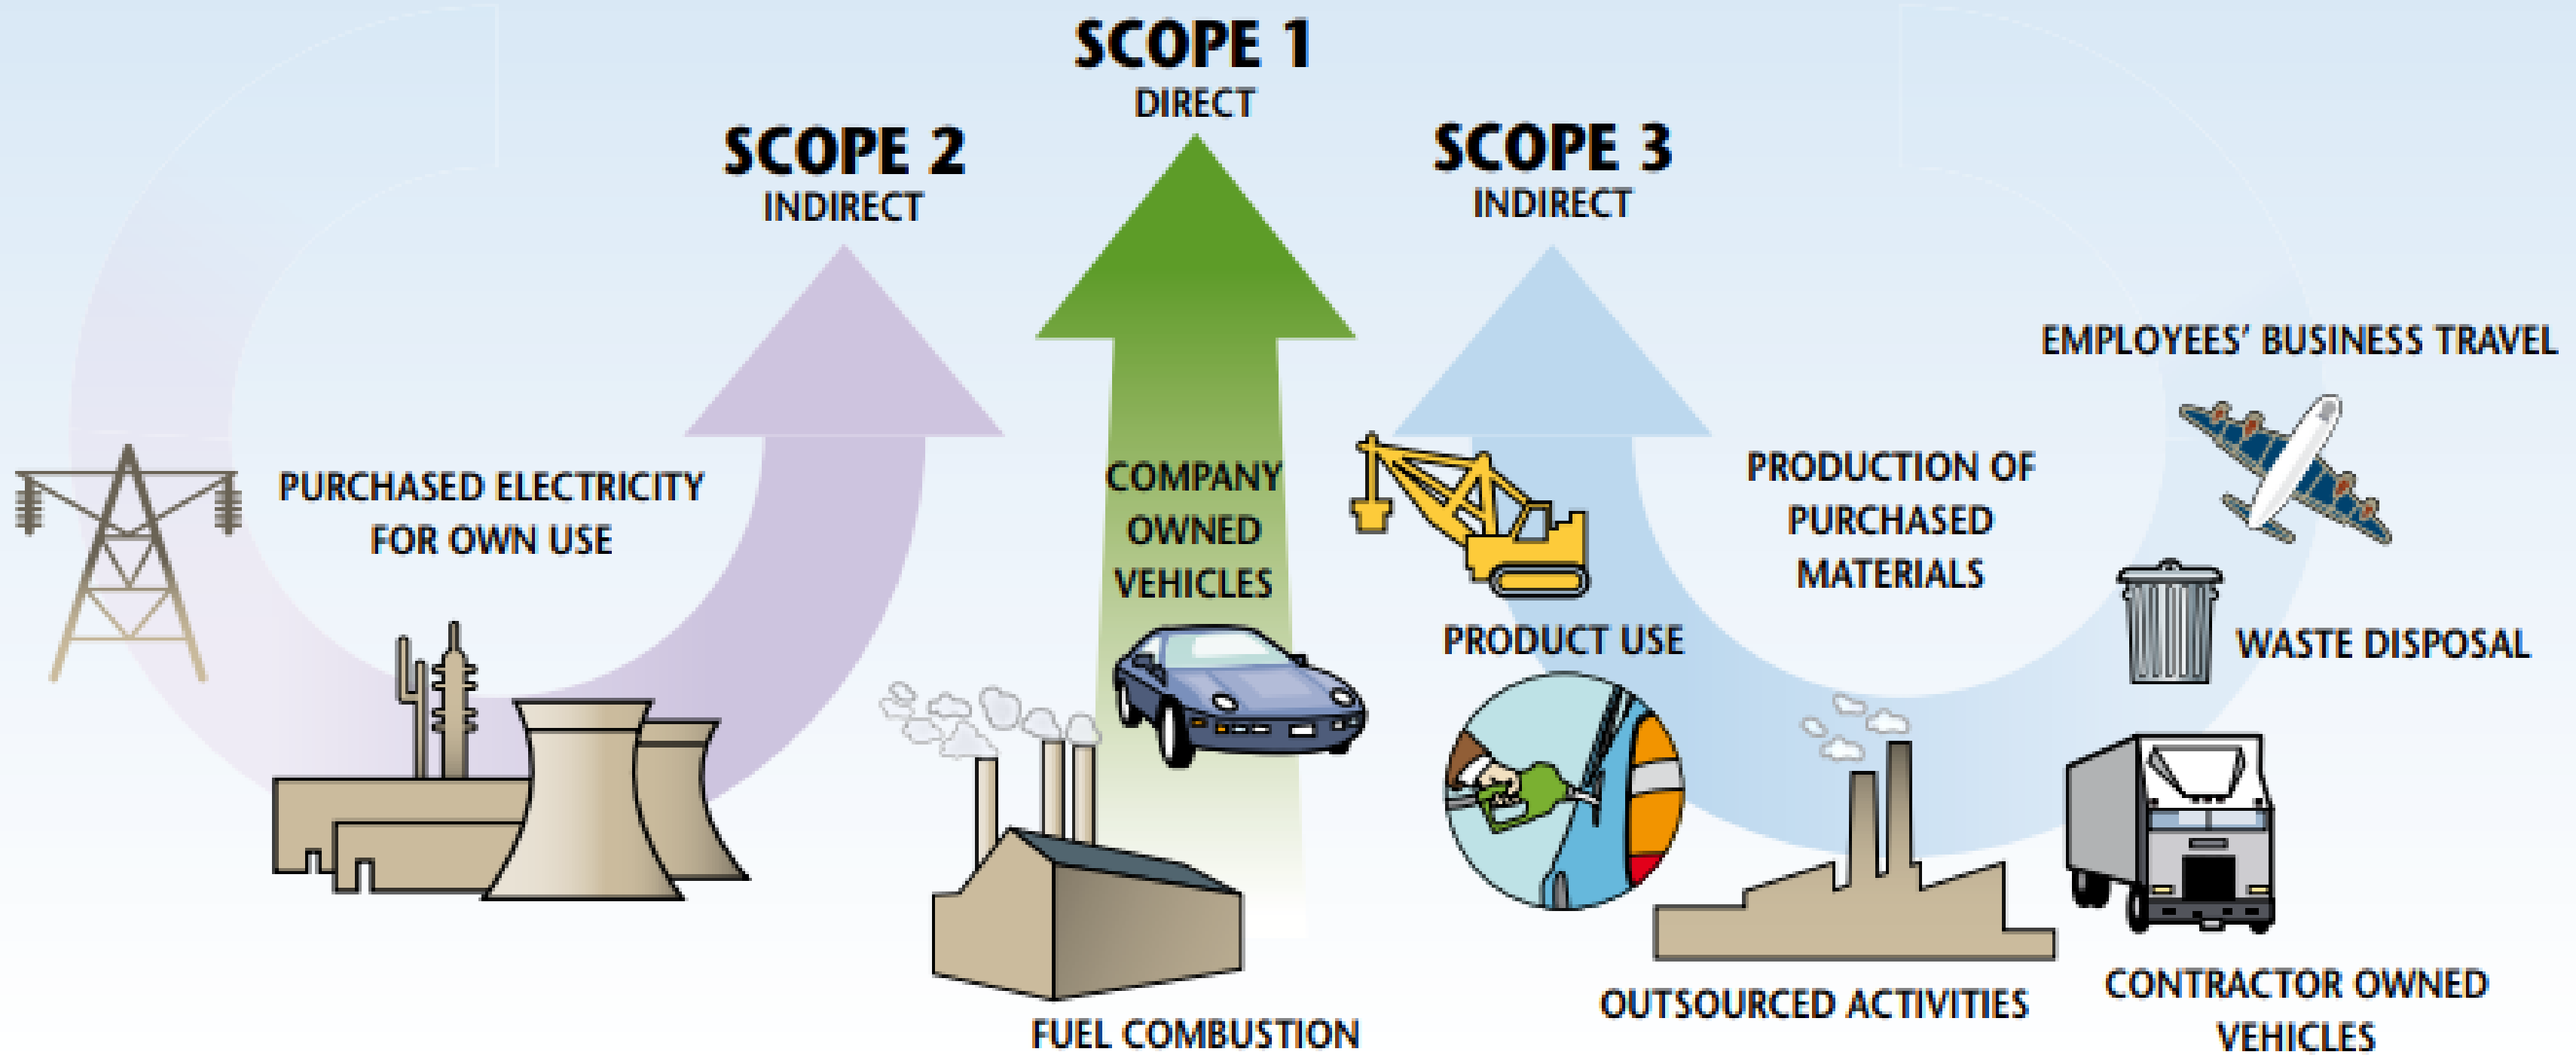 SCOPE 1
DIRECT
SCOPE 2
INDIRECT
SCOPE 3
INDIRECT
EMPLOYEES' BUSINESS TRAVEL
PURCHASED ELECTRICITY
FOR OWN USE
COMPANY
OWNED
VEHICLES
PRODUCTION OF
PURCHASED
MATERIALS
PRODUCT USE
WASTE DISPOSAL
OUTSOURCED ACTIVITIES
CONTRACTOR OWNED
VEHICLES
FUEL COMBUSTION